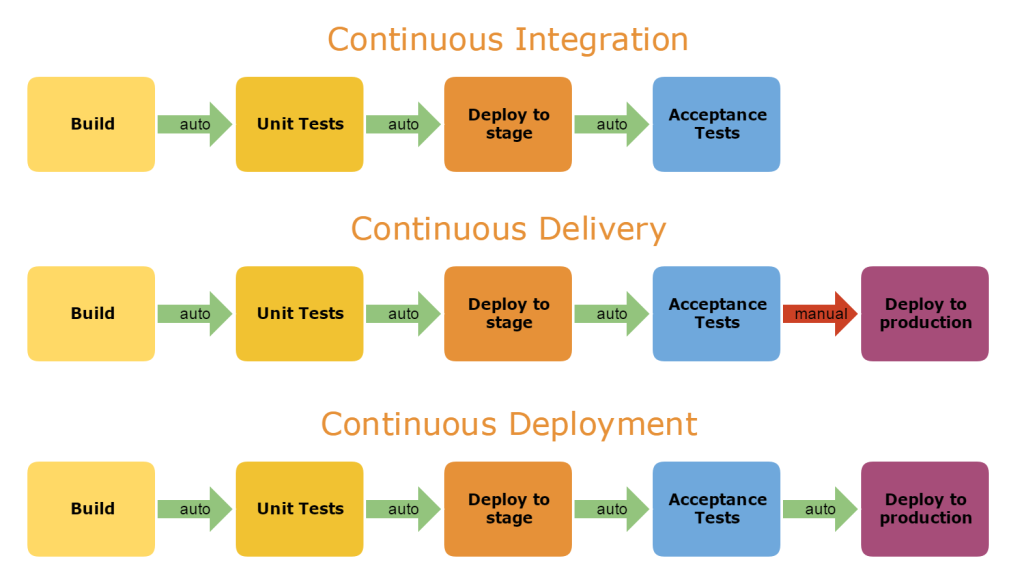 Continuous Integration
Build
auto
Unit Tests
auto
Deploy to
stage
auto
Acceptance
Tests
Continuous Delivery
Build
auto
Unit Tests
auto
Deploy to
stage
auto
Acceptance
Tests
manual
Deploy to
production
Continuous Deployment
Build
auto
Unit Tests
auto
Deploy to
stage
auto
Acceptance
Tests
auto
Deploy to
production